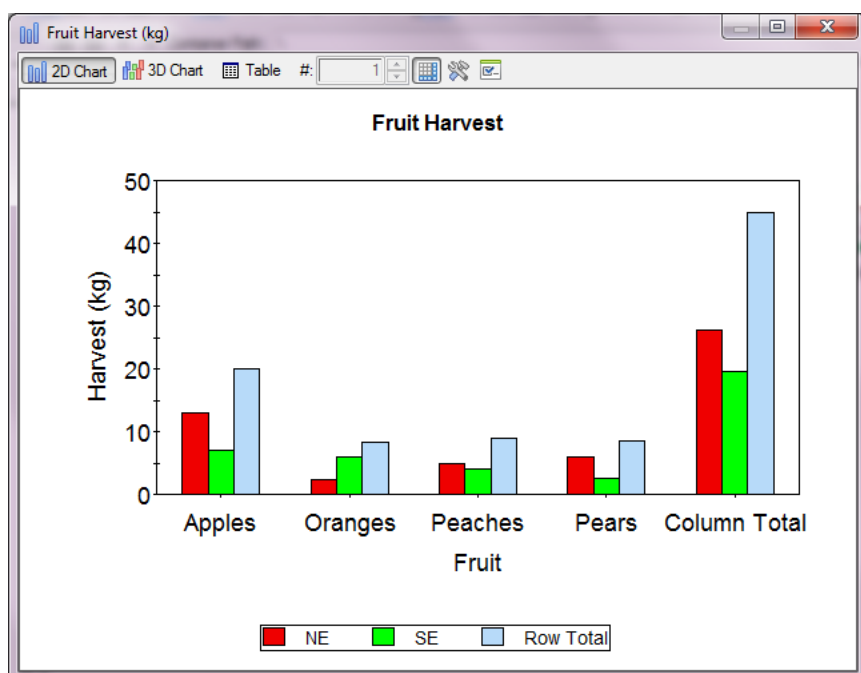 Fruit Harvest (kg)
2D Chart 3D Chart Table #: 1
Fruit Harvest
50
40
30
20
10
0
Harvest (kg)
Apples Oranges Peaches Pears Column Total
Fruit
NE SE Row Total